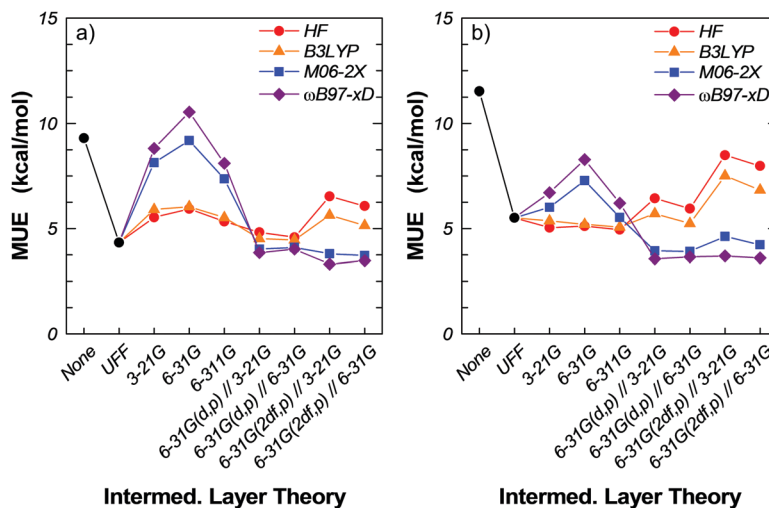 a)
HF
B3LYP
M06-2X
ωB97-xD
15
10
5
0
MUE (kcal/mol)
None
UFF
3-21G
6-31G
6-311G
6-31G(d,p) // 3-21G
6-31G(d,p) // 6-31G
6-31G(2df,p) // 3-21G
6-31G(2df,p) // 6-31G
Intermed. Layer Theory
b)
HF
B3LYP
M06-2X
ωB97-xD
15
10
5
0
MUE (kcal/mol)
None
UFF
3-21G
6-31G
6-311G
6-31G(d,p) // 3-21G
6-31G(d,p) // 6-31G
6-31G(2df,p) // 3-21G
6-31G(2df,p) // 6-31G
Intermed. Layer Theory